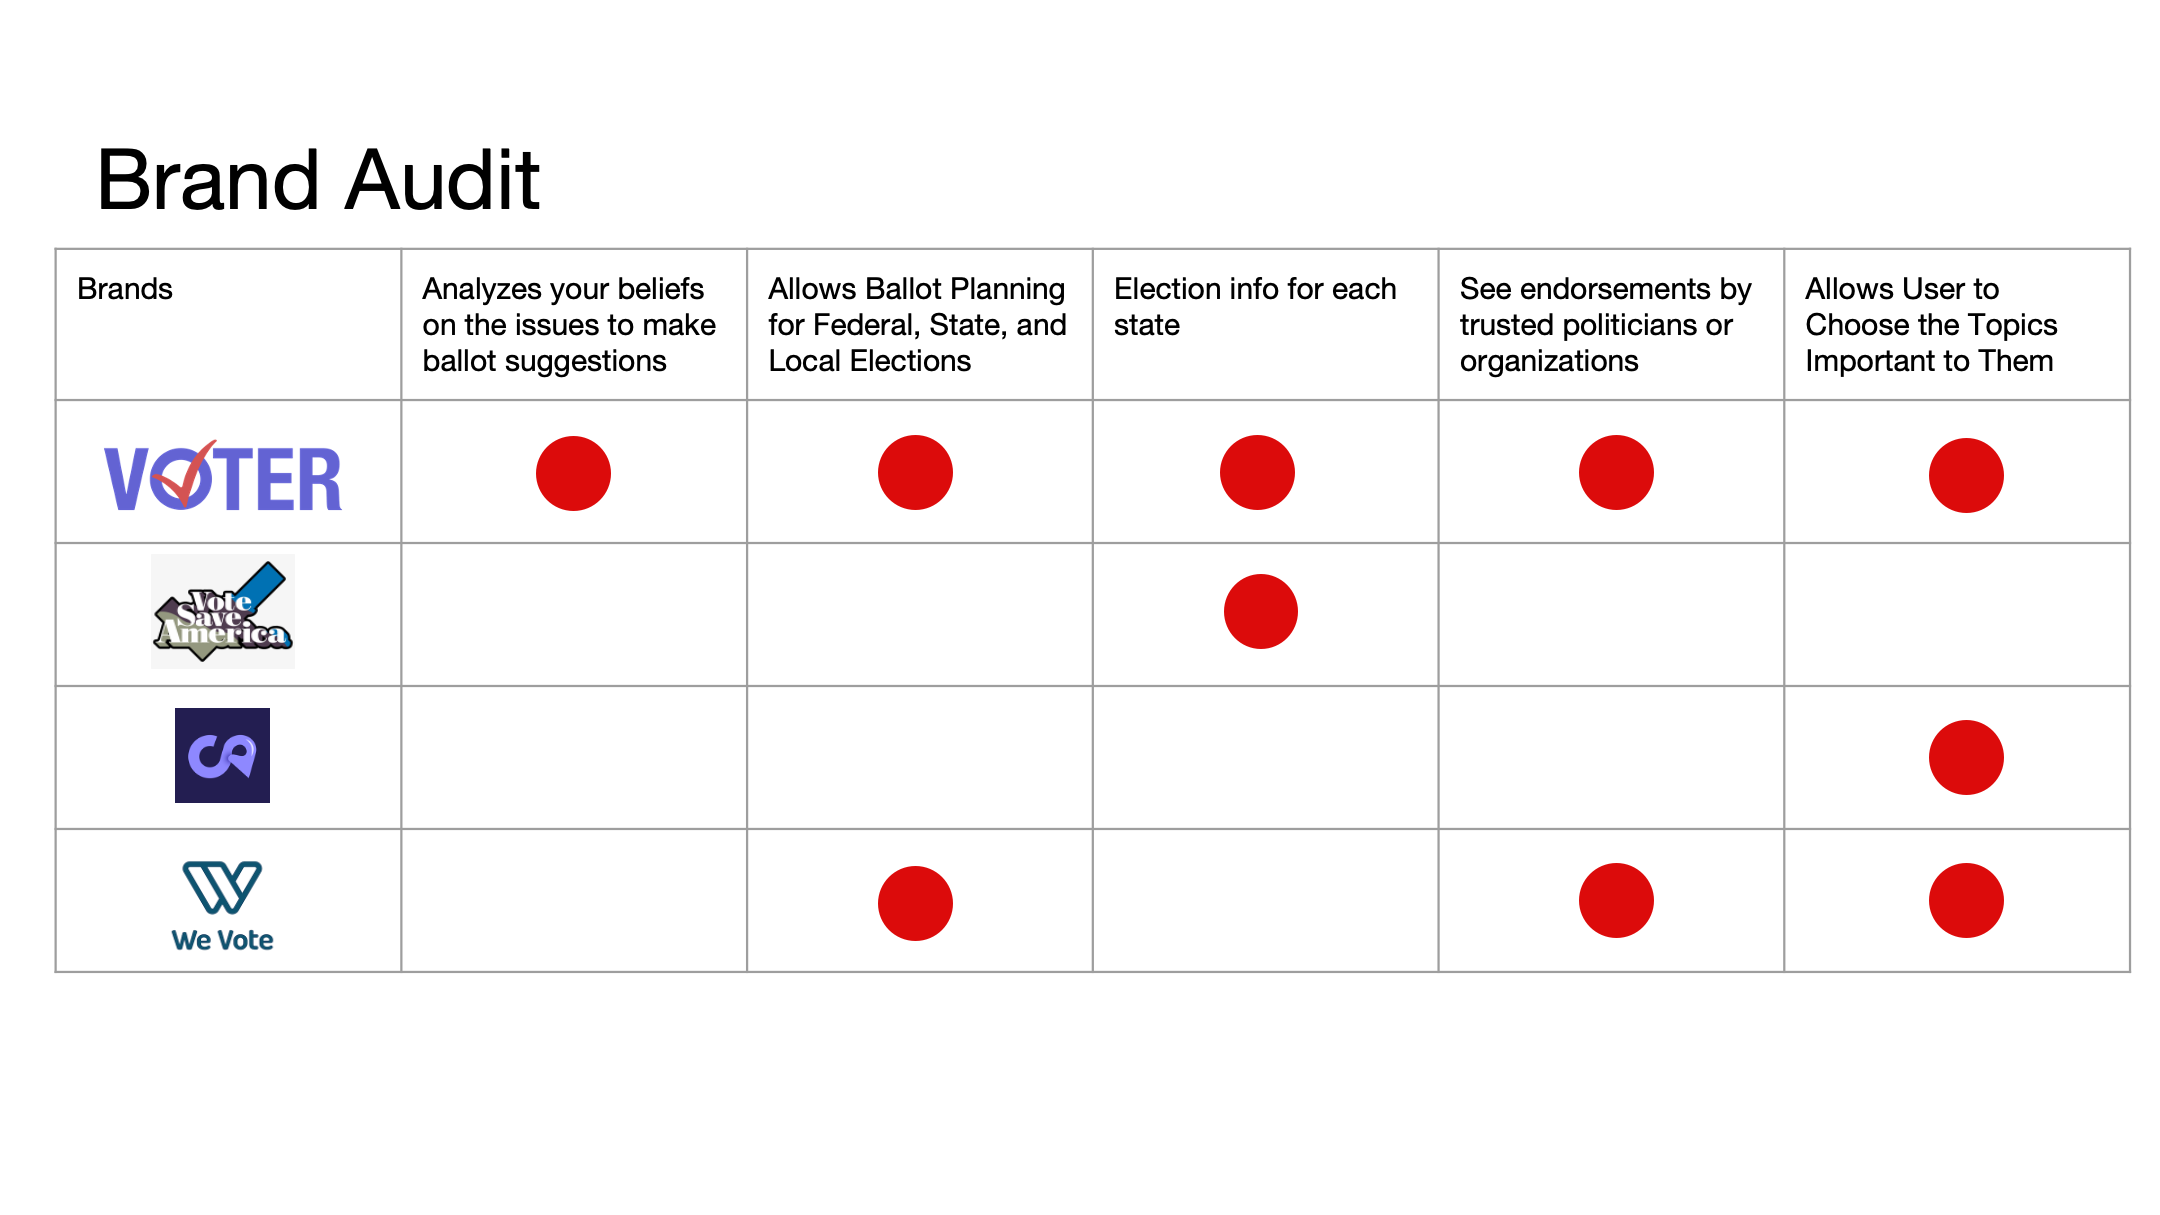 Brand Audit
Brands
Analyzes your beliefs
on the issues to make
ballot suggestions
Allows Ballot Planning
for Federal, State, and
Local Elections
Election info for each
state
See endorsements by
trusted politicians or
organizations
Allows User to
Choose the Topics
Important to Them
VOTER
Vote
Save
America
We Vote